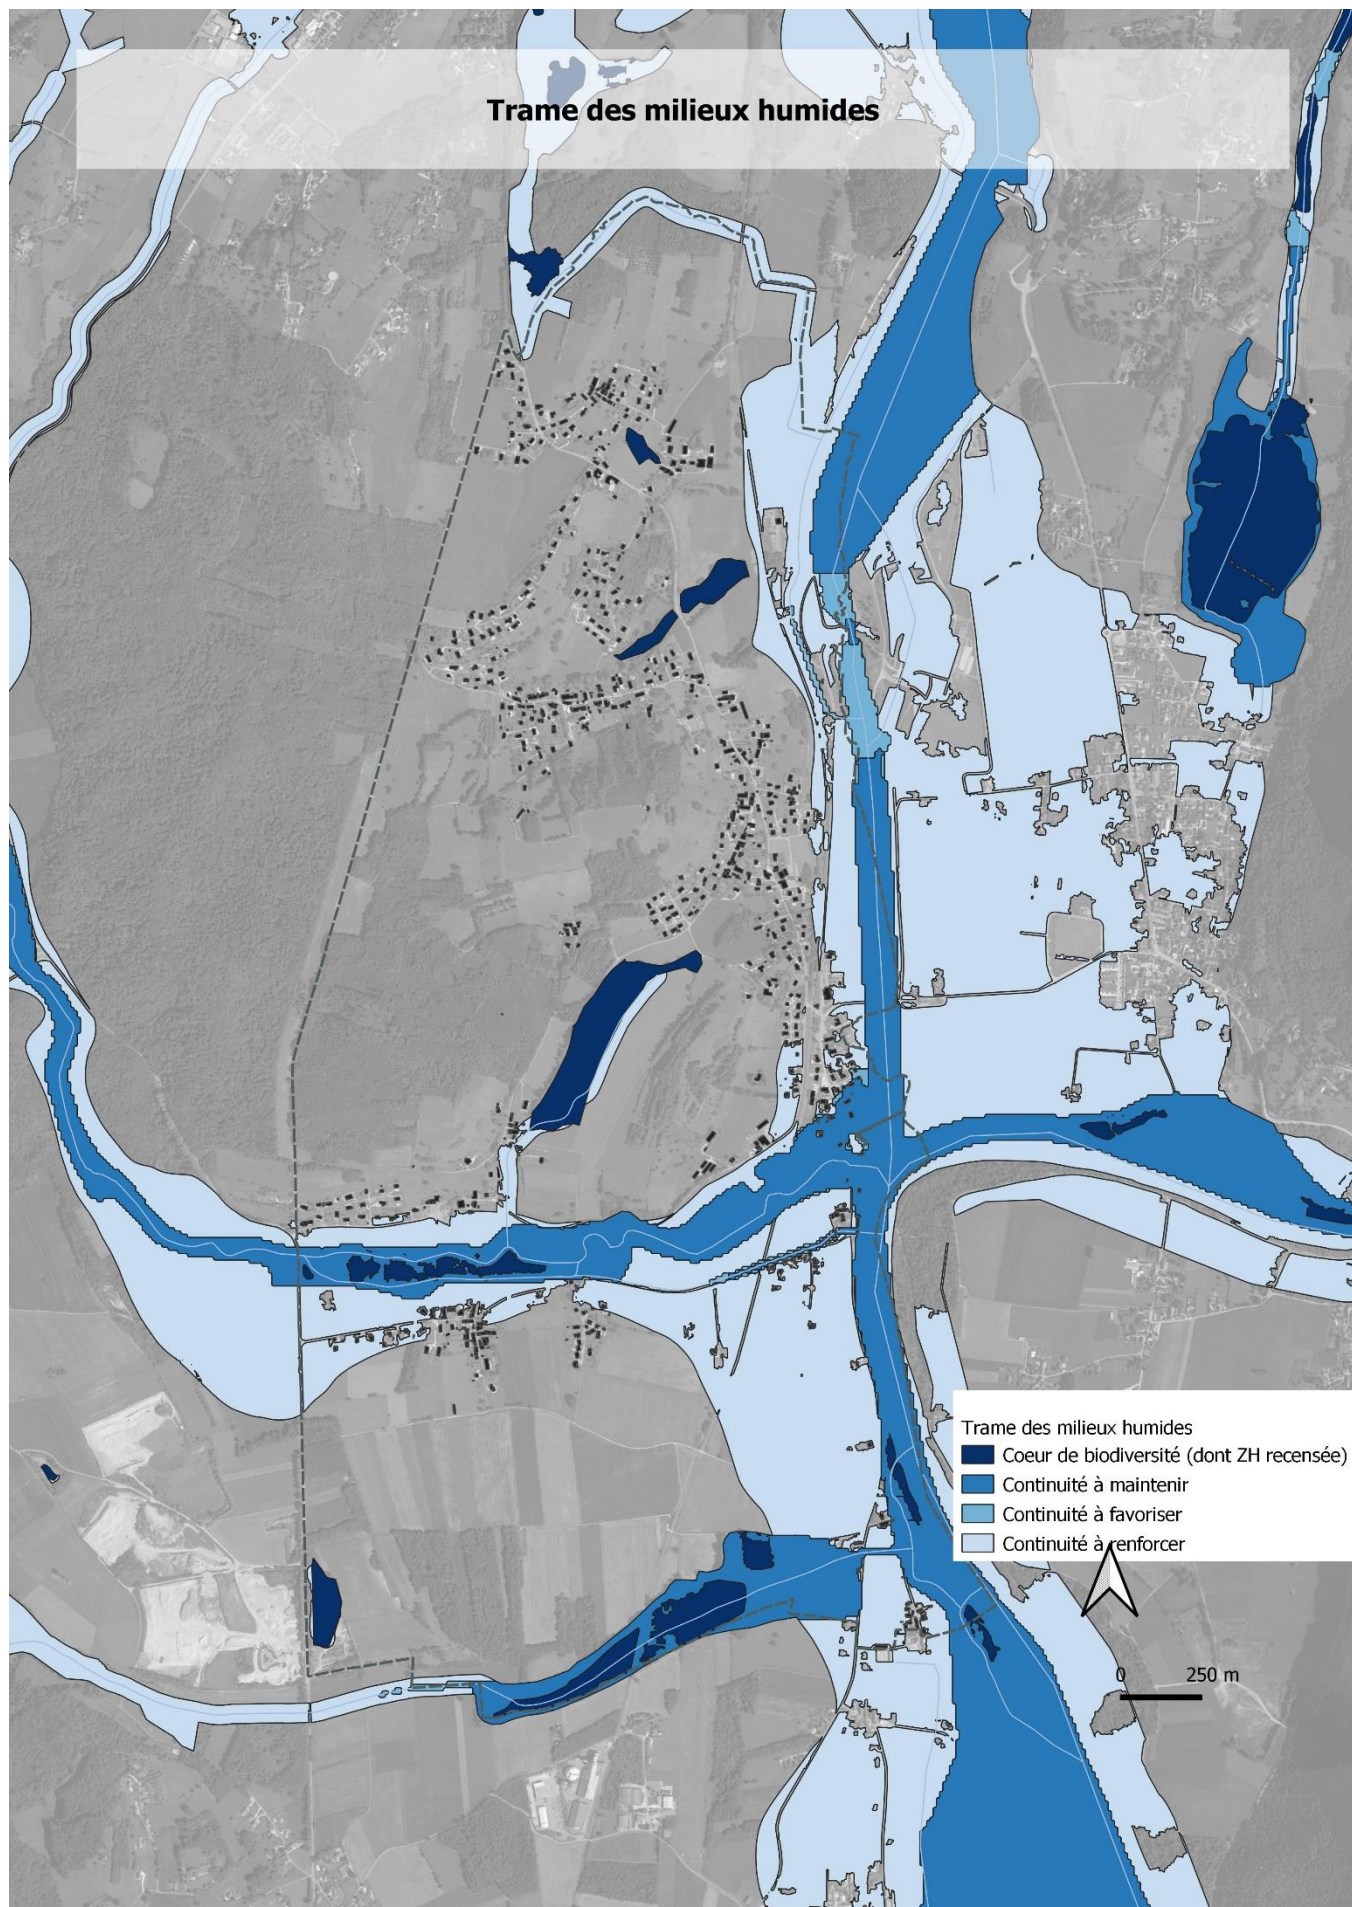 Trame des milieux humides
Trame des milieux humides
Coeur de biodiversité (dont ZH recensée)
Continuité à maintenir
Continuité à favoriser
Continuité à renforcer
0 250 m